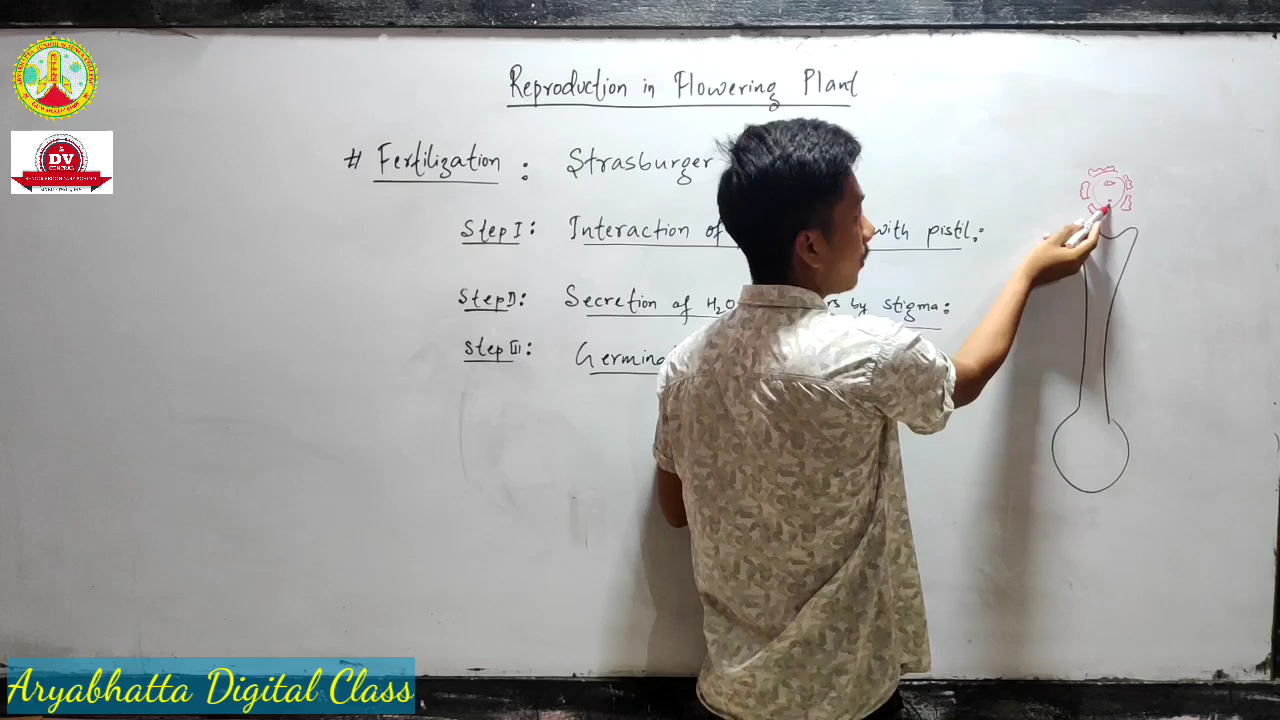 Reproduction in Flowering Plant
# Fertilization : Strasburger
Step I : Interaction of with pistil :
Step II : Secretion of H₂O by stigma :
Step III :
DV
Aryabhatta Digital Class